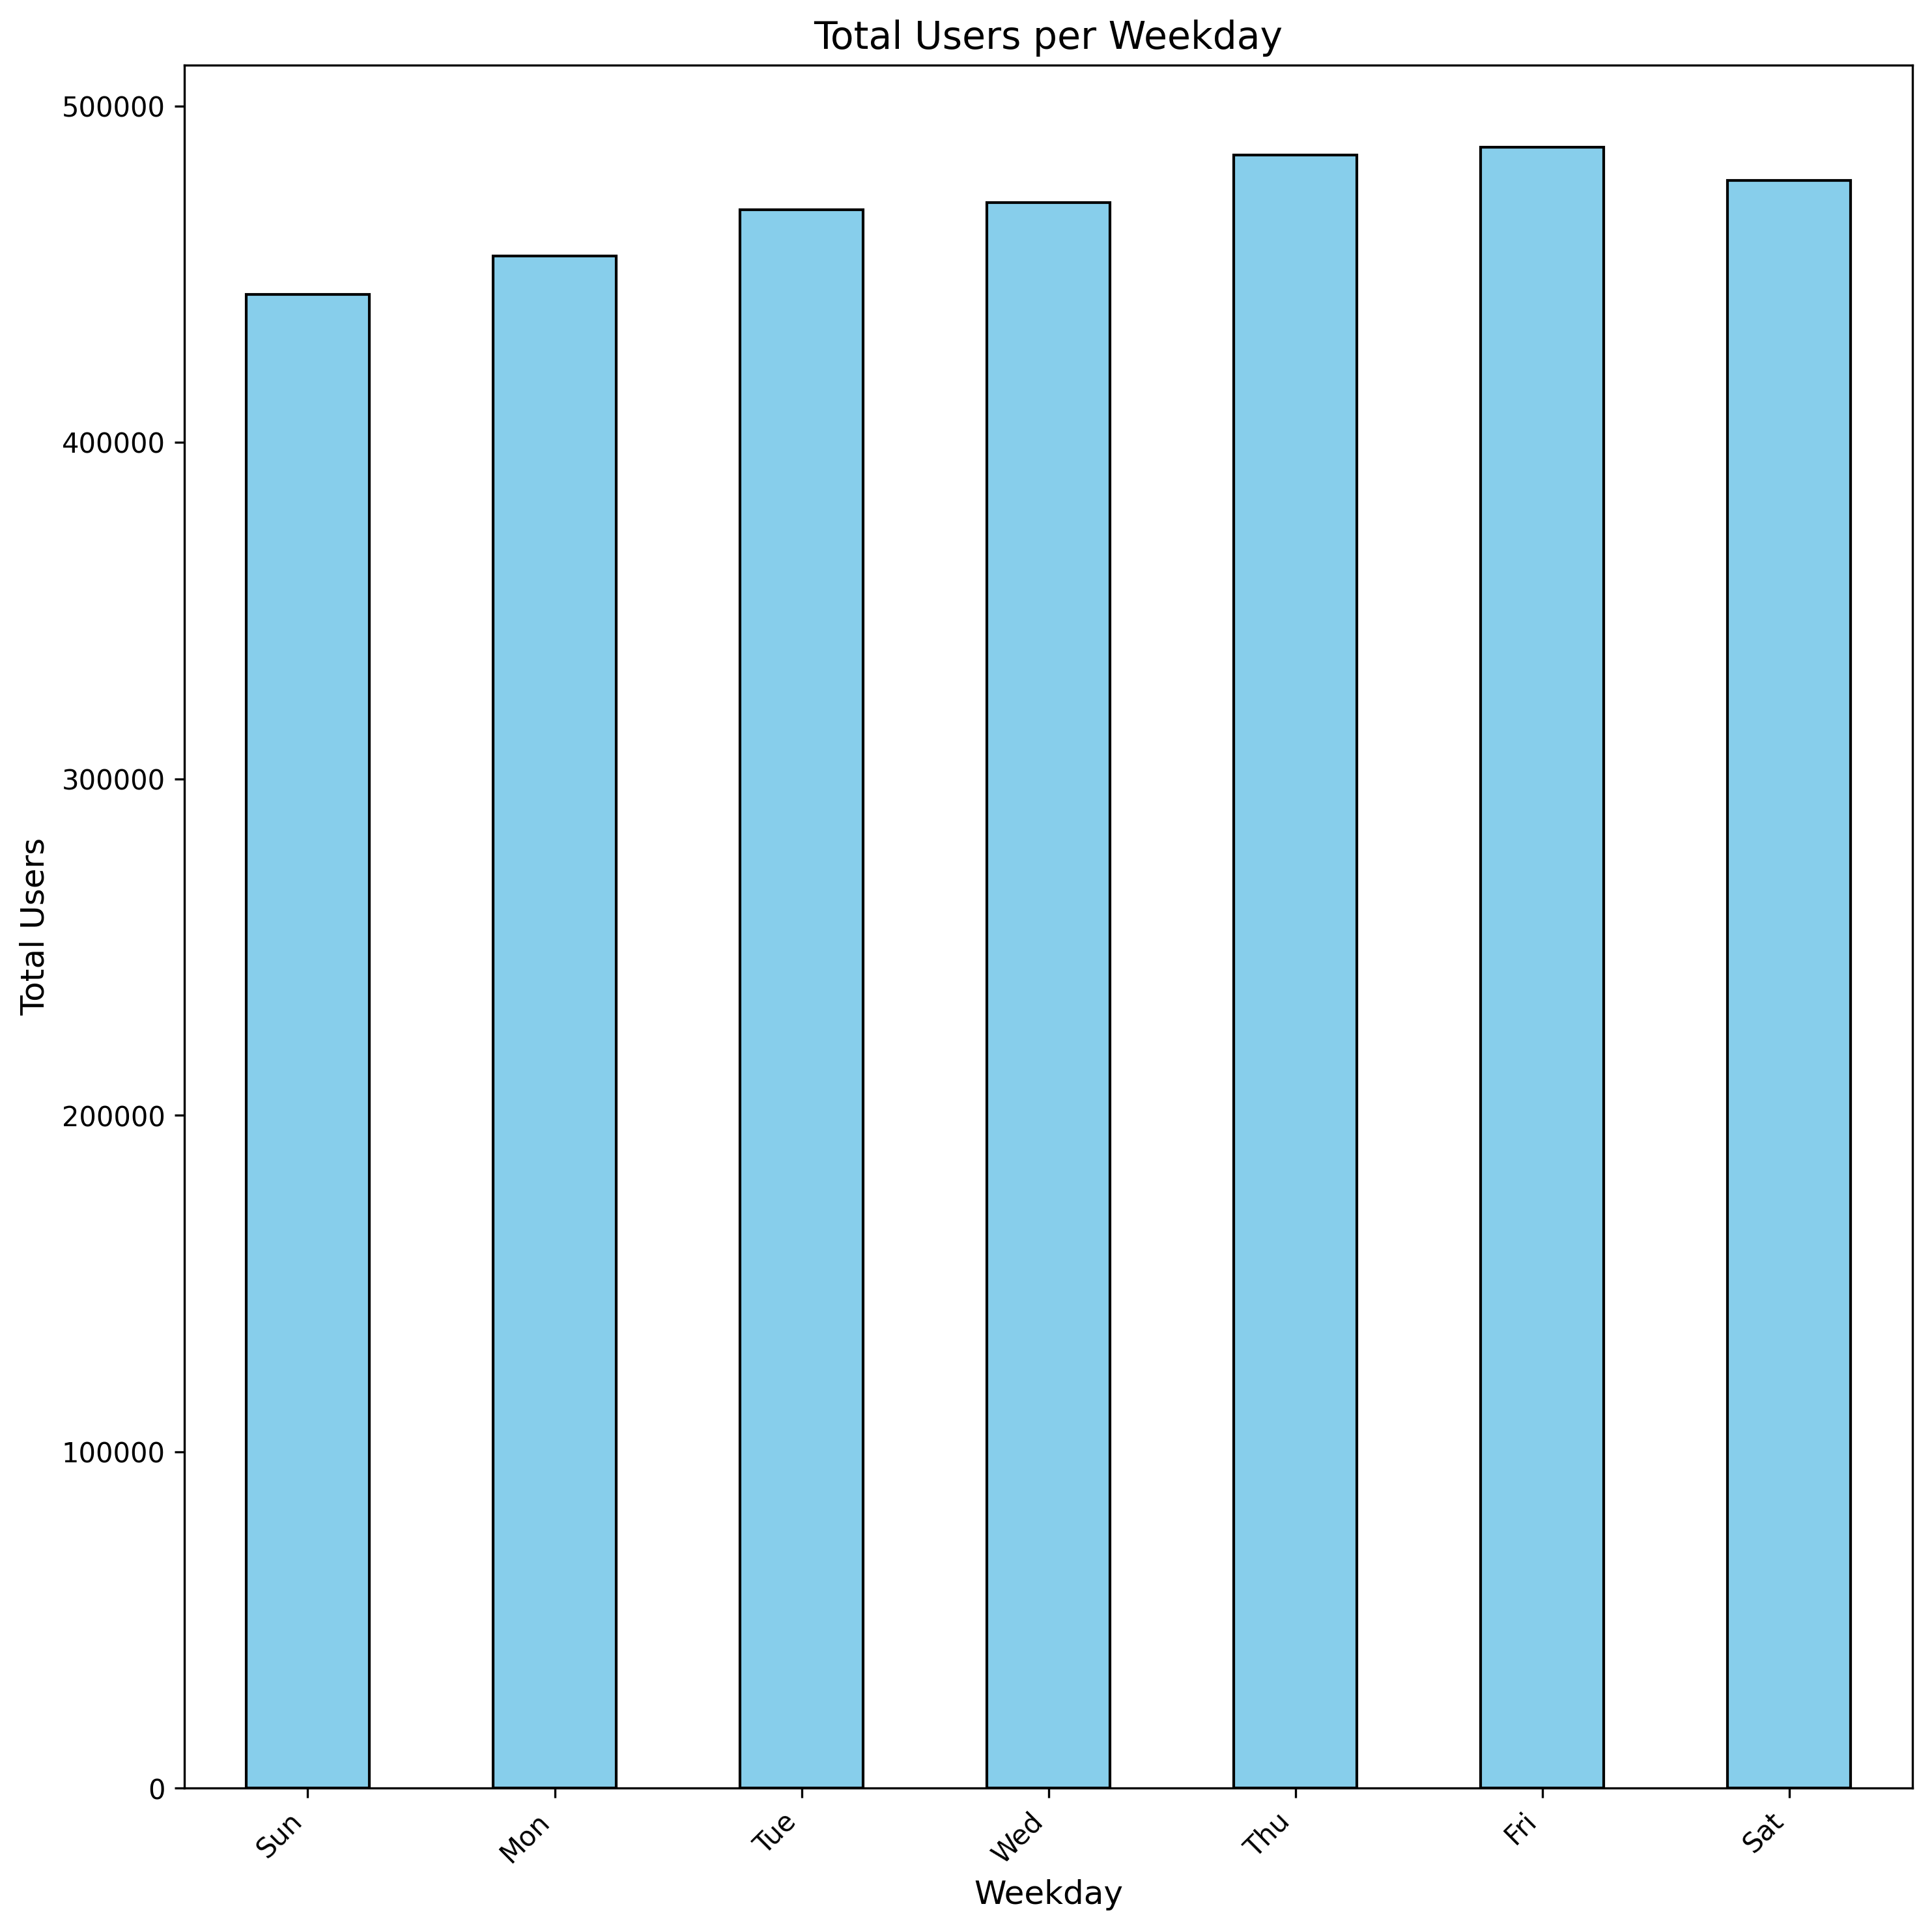 Total Users per Weekday
Total Users
500000
400000
300000
200000
100000
0
Sun
Mon
Tue
Wed
Thu
Fri
Sat
Weekday